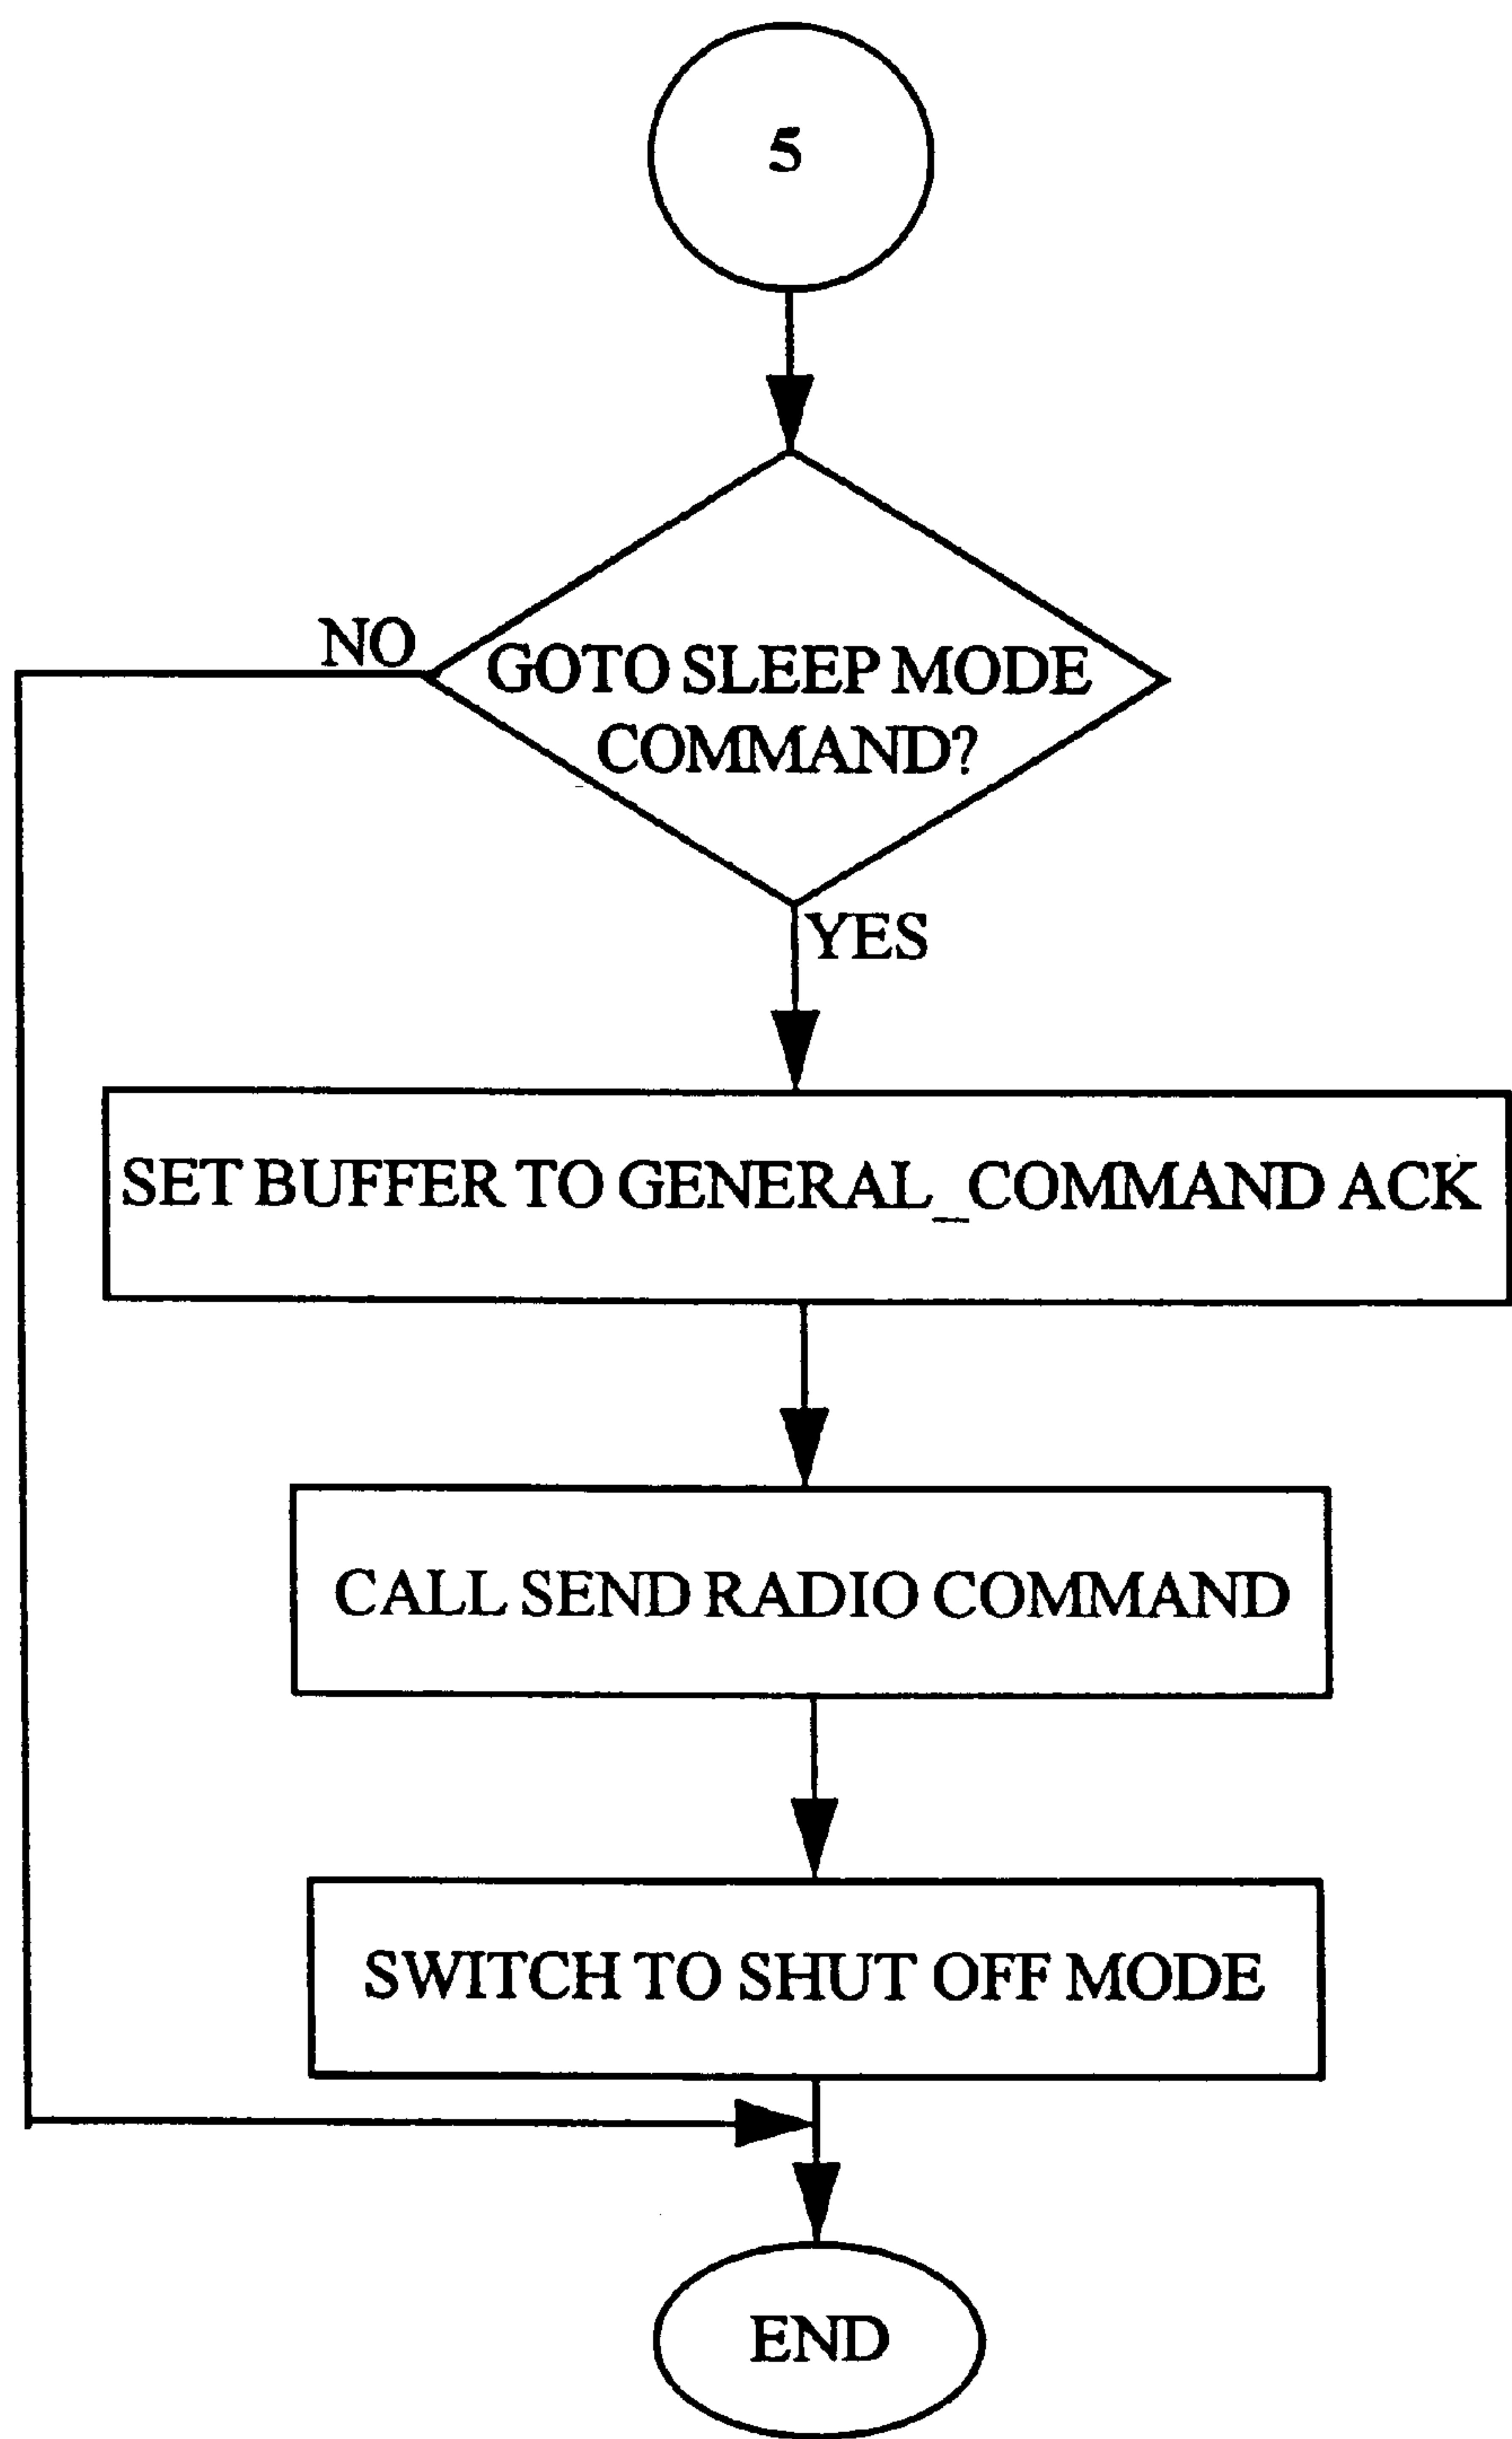 5
NO
GOTO SLEEP MODE
COMMAND?
YES
SET BUFFER TO GENERAL_COMMAND ACK
CALL SEND RADIO COMMAND
SWITCH TO SHUT OFF MODE
END